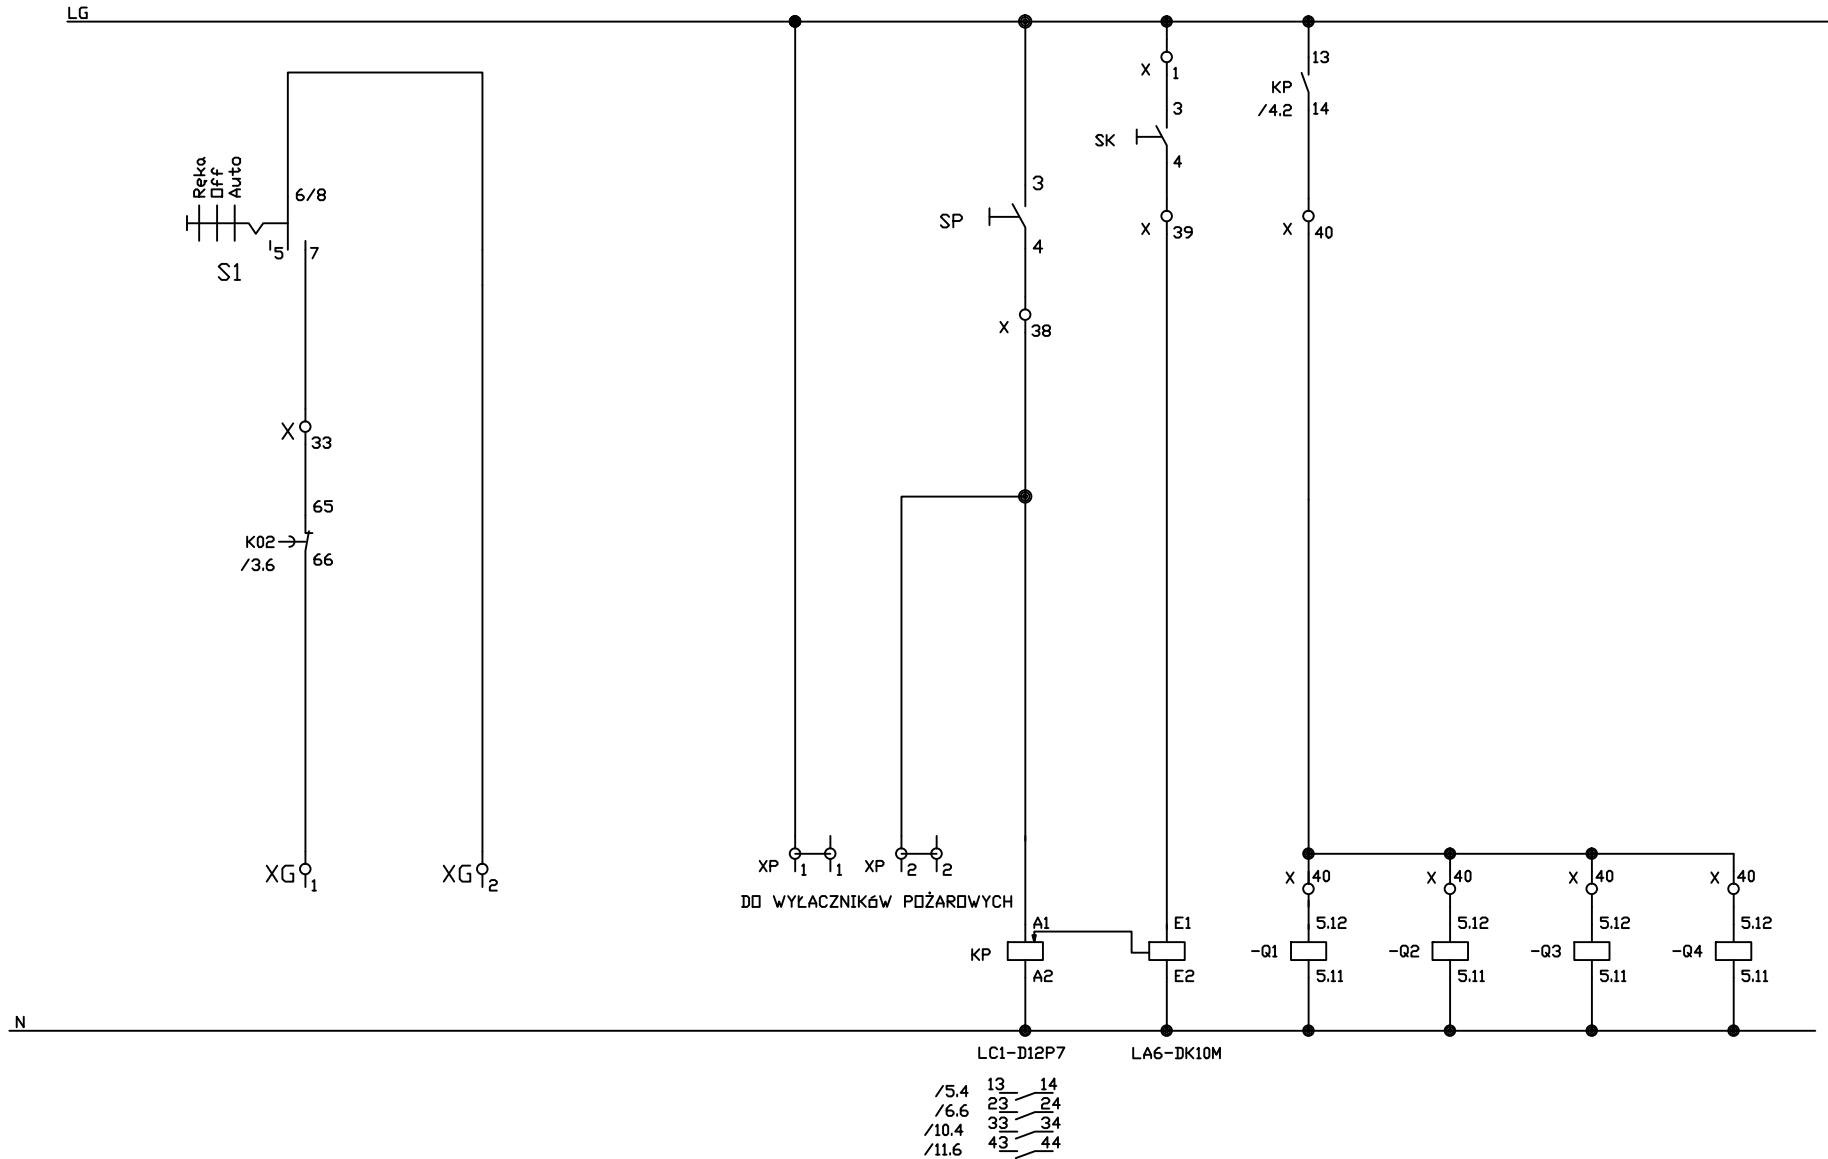 LG
13
X
1
KP
/4.2
14
3
SK
4
Ręka
Off
Auto
6/8
3
SP
4
X
39
X
40
5
7
S1
X
38
X
33
65
K02
/3.6
66
XG
1
XG
2
XP
1
1
XP
2
2
X
40
X
40
X
40
X
40
DO WYŁACZNIKóW POŻAROWYCH
A1
E1
5.12
5.12
5.12
5.12
KP
-Q1
-Q2
-Q3
-Q4
A2
E2
5.11
5.11
5.11
5.11
N
LC1-D12P7
LA6-DK10M
/5.4 13 14
/6.6 23 24
/10.4 33 34
/11.6 43 44